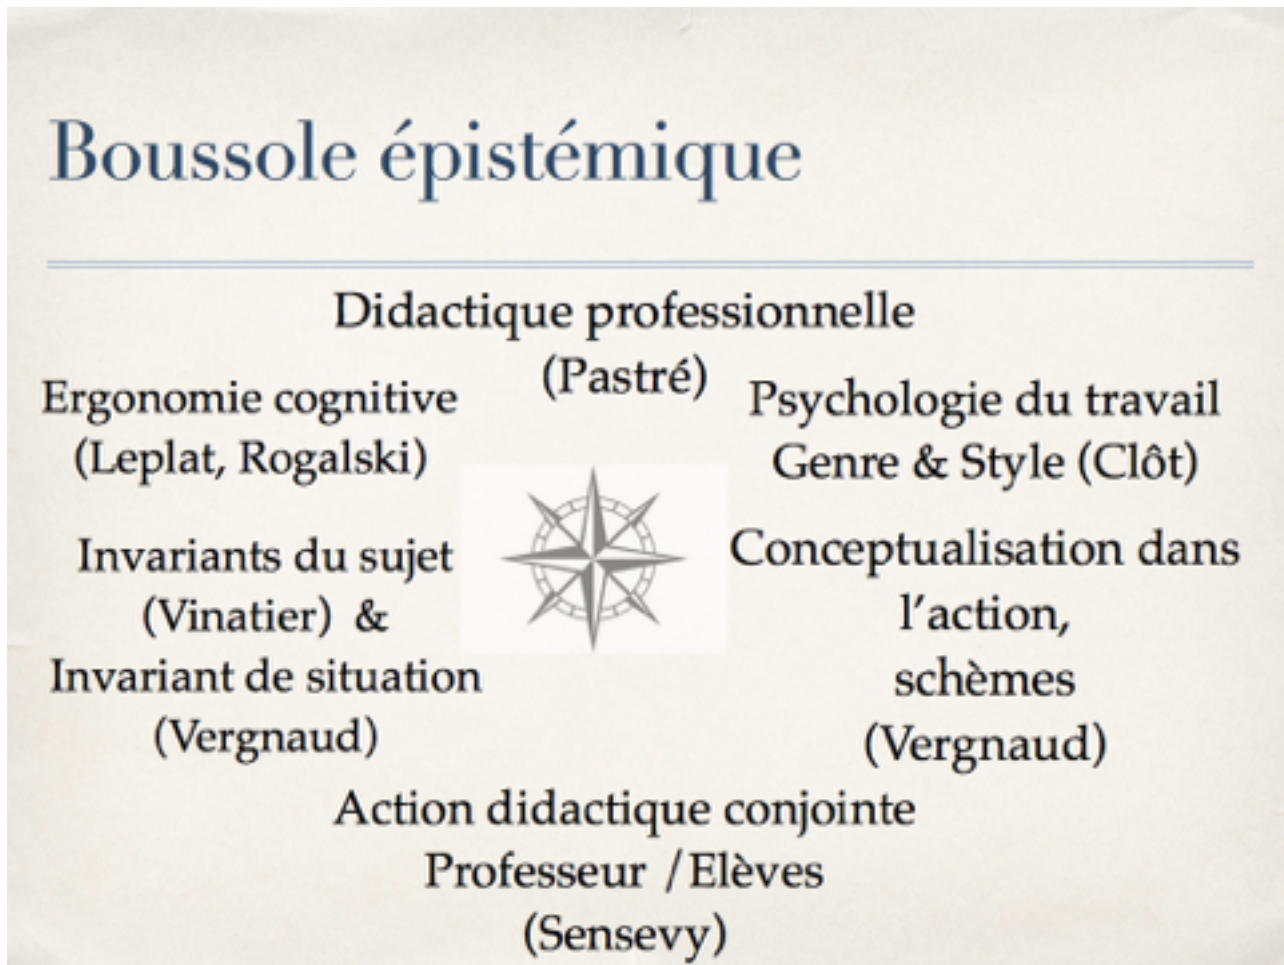 Boussole épistémique
Didactique professionnelle
(Pastré)
Ergonomie cognitive
(Leplat, Rogalski)
Psychologie du travail
Genre & Style (Clôt)
Invariants du sujet
(Vinatier) &
Invariant de situation
(Vergnaud)
Conceptualisation dans
l'action,
schèmes
(Vergnaud)
Action didactique conjointe
Professeur /Elèves
(Sensevy)